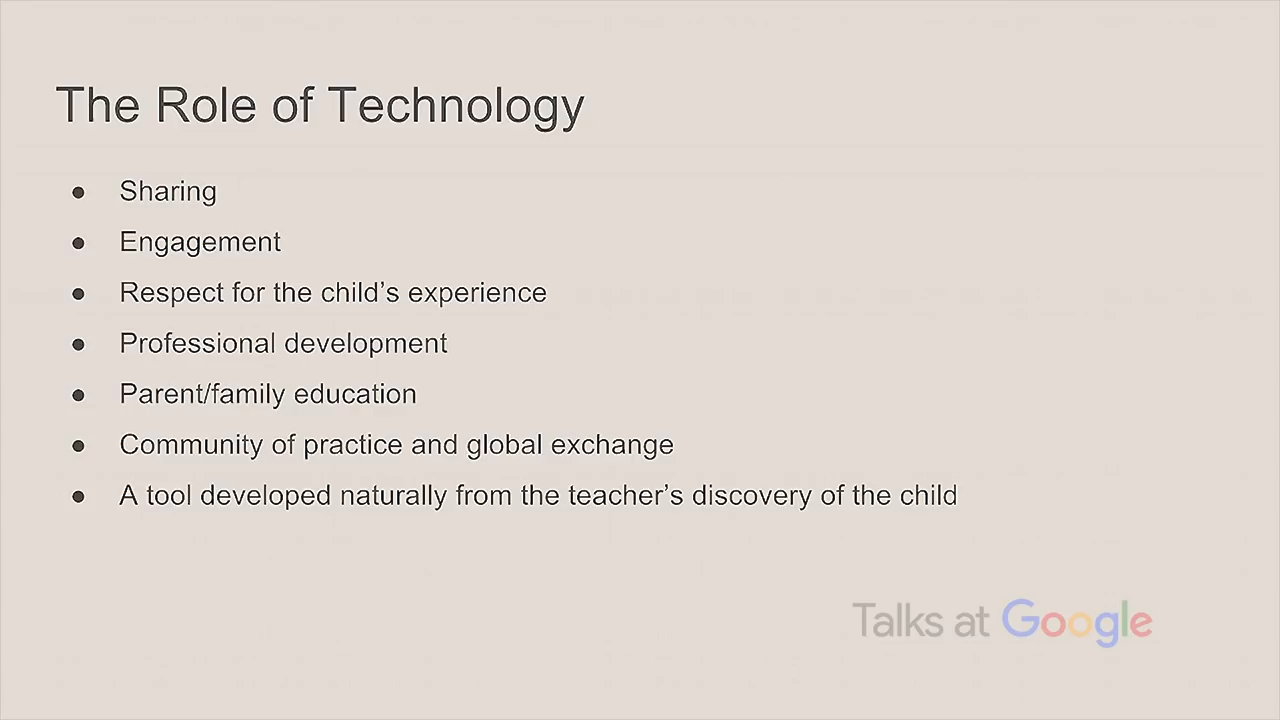 The Role of Technology
● Sharing
● Engagement
● Respect for the child’s experience
● Professional development
● Parent/family education
● Community of practice and global exchange
● A tool developed naturally from the teacher’s discovery of the child
Talks at Google